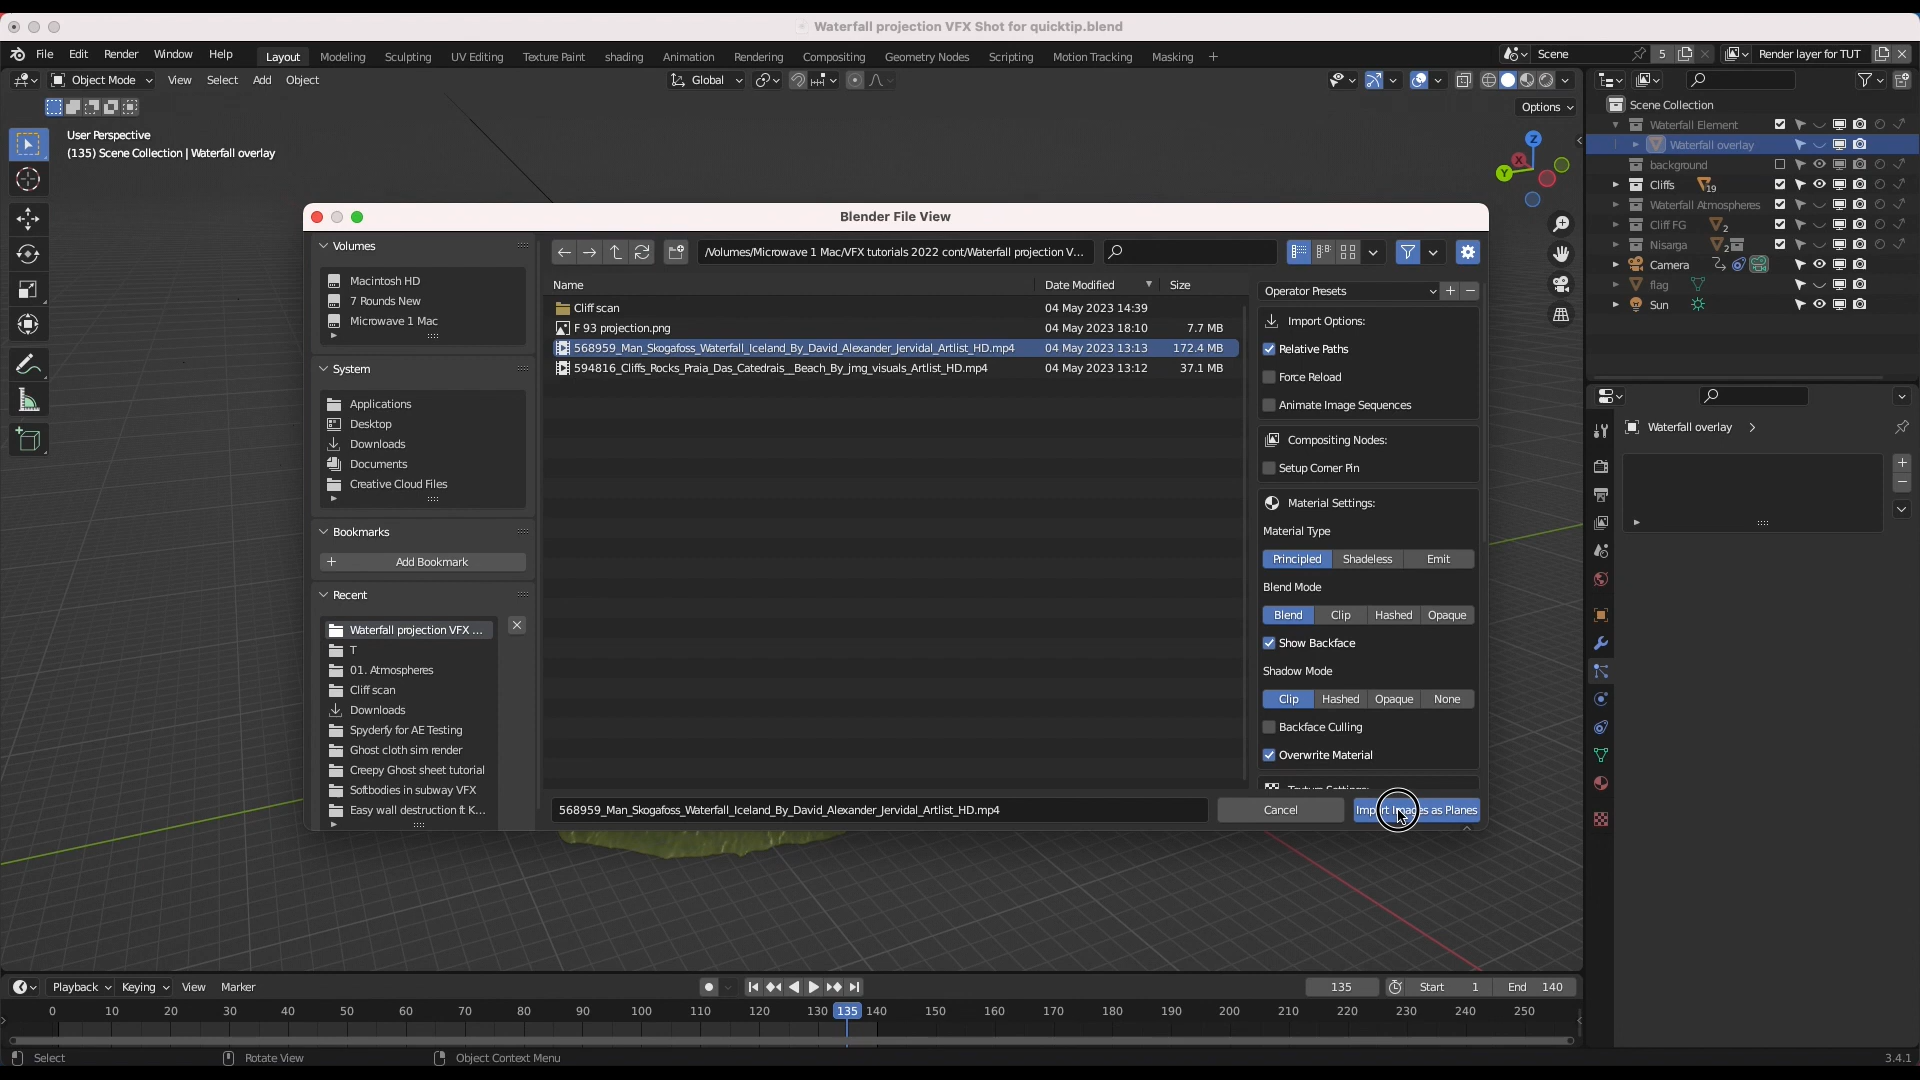 Waterfall projection VFX Shot for quicktip.blend
File Edit Render Window Help Layout Modeling Sculpting UV Editing Texture Paint shading Animation Rendering Compositing Geometry Nodes Scripting Motion Tracking Masking + Scene 5 Render layer for TUT
Object Mode View Select Add Object Global
Options
User Perspective
(135) Scene Collection | Waterfall overlay
Z
X
Y
Scene Collection
Waterfall Element
Waterfall overlay
background
Cliffs 19
Waterfall Atmospheres
Cliff FG 2
Nisarga 2
Camera
flag
Sun
Waterfall overlay
Blender File View
Volumes
Macintosh HD
7 Rounds New
Microwave 1 Mac
System
Applications
Desktop
Downloads
Documents
Creative Cloud Files
Bookmarks
Add Bookmark
Recent
Waterfall projection VFX ...
T
01. Atmospheres
Cliff scan
Downloads
Spyderfy for AE Testing
Ghost cloth sim render
Creepy Ghost sheet tutorial
Softbodies in subway VFX
Easy wall destruction ft K...
/Volumes/Microwave 1 Mac/VFX tutorials 2022 cont/Waterfall projection V...
Name Date Modified Size
Cliff scan 04 May 2023 14:39
F 93 projection.png 04 May 2023 18:10 7.7 MB
568959_Man_Skogafoss_Waterfall_Iceland_By_David_Alexander_Jervidal_Artlist_HD.mp4 04 May 2023 13:13 172.4 MB
594816_Cliffs_Rocks_Praia_Das_Catedrais__Beach_By_jmg_visuals_Artlist_HD.mp4 04 May 2023 13:12 37.1 MB
Operator Presets
Import Options:
Relative Paths
Force Reload
Animate Image Sequences
Compositing Nodes:
Setup Corner Pin
Material Settings:
Material Type
Principled Shadeless Emit
Blend Mode
Blend Clip Hashed Opaque
Show Backface
Shadow Mode
Clip Hashed Opaque None
Backface Culling
Overwrite Material
568959_Man_Skogafoss_Waterfall_Iceland_By_David_Alexander_Jervidal_Artlist_HD.mp4 Cancel Import Images as Planes
Playback Keying View Marker 135 Start 1 End 140
0 10 20 30 40 50 60 70 80 90 100 110 120 130 135 140 150 160 170 180 190 200 210 220 230 240 250
Select Rotate View Object Context Menu 3.4.1